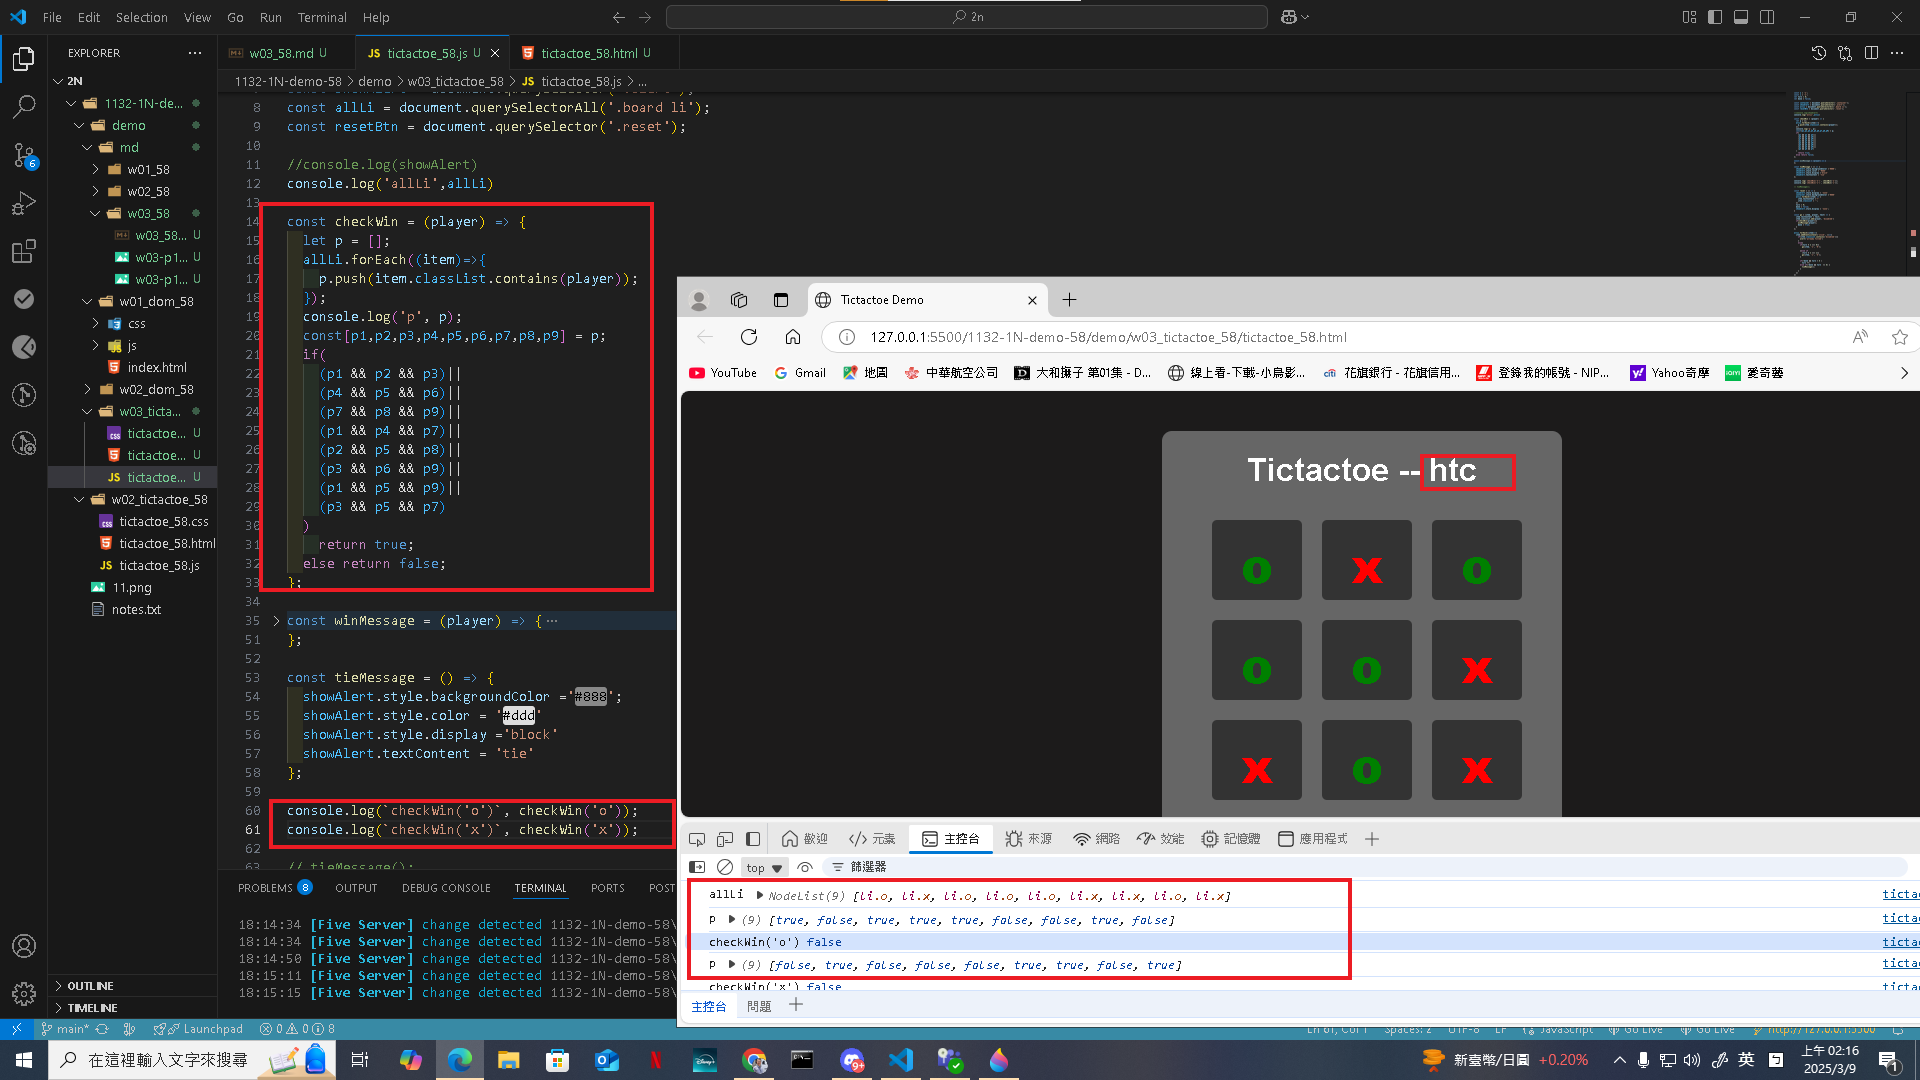 File Edit Selection View Go Run Terminal Help
2n
EXPLORER
w03_58.md U
tictactoe_58.js U
tictactoe_58.html U
1132-1N-demo-58 > demo > w03_tictactoe_58 > JS tictactoe_58.js > ...
2N
1132-1N-de...
demo
md
w01_58
w02_58
w03_58
w03_58... U
w03-p1... U
w03-p1... U
w01_dom_58
css
js
index.html
w02_dom_58
w03_ticta...
tictactoe... U
tictactoe... U
JS tictactoe... U
w02_tictactoe_58
tictactoe_58.css
tictactoe_58.html
JS tictactoe_58.js
11.png
notes.txt
OUTLINE
TIMELINE
8 const allLi = document.querySelectorAll('.board li');
9 const resetBtn = document.querySelector('.reset');
10
11 //console.log(showAlert)
12 console.log('allLi',allLi)
13
14 const checkWin = (player) => {
15 let p = [];
16 allLi.forEach((item)=>{
17 p.push(item.classList.contains(player));
18 });
19 console.log('p', p);
20 const[p1,p2,p3,p4,p5,p6,p7,p8,p9] = p;
21 if(
22 (p1 && p2 && p3)||
23 (p4 && p5 && p6)||
24 (p7 && p8 && p9)||
25 (p1 && p4 && p7)||
26 (p2 && p5 && p8)||
27 (p3 && p6 && p9)||
28 (p1 && p5 && p9)||
29 (p3 && p5 && p7)
30 )
31 return true;
32 else return false;
33 };
34
35 const winMessage = (player) => {…
51 };
52
53 const tieMessage = () => {
54 showAlert.style.backgroundColor ='#888';
55 showAlert.style.color = '#ddd'
56 showAlert.style.display ='block'
57 showAlert.textContent = 'tie'
58 };
59
60 console.log(`checkWin('o')`, checkWin('o'));
61 console.log(`checkWin('x')`, checkWin('x'));
62
63 // tieMessage();
PROBLEMS 8 OUTPUT DEBUG CONSOLE TERMINAL PORTS POST
18:14:34 [Five Server] change detected 1132-1N-demo-58\
18:14:34 [Five Server] change detected 1132-1N-demo-58\
18:14:50 [Five Server] change detected 1132-1N-demo-58\
18:15:11 [Five Server] change detected 1132-1N-demo-58\
18:15:15 [Five Server] change detected 1132-1N-demo-58\
Tictactoe Demo
127.0.0.1:5500/1132-1N-demo-58/demo/w03_tictactoe_58/tictactoe_58.html
YouTube Gmail 地圖 中華航空公司 大和撫子 第01集 - D... 線上看-下載-小鳥影... 花旗銀行 - 花旗信用... 登錄我的帳號 - NIP... Yahoo奇摩 愛奇藝
Tictactoe -- htc
o x o
o o x
x o x
歡迎 元素 主控台 來源 網路 效能 記憶體 應用程式
top 篩選器
allLi NodeList(9) [li.o, li.x, li.o, li.o, li.o, li.x, li.x, li.o, li.x] ticta
p (9) [true, false, true, true, true, false, false, true, false] ticta
checkWin('o') false ticta
p (9) [false, true, false, false, false, true, true, false, true] ticta
checkWin('x') false ticta
主控台 問題
main* Launchpad 0 0 8
Ln 61, Col 1 Spaces: 2 UTF-8 LF JavaScript Go Live Go Live http://127.0.0.1:5500
在這裡輸入文字來搜尋
新臺幣/日圓 +0.20%
英
上午 02:16
2025/3/9